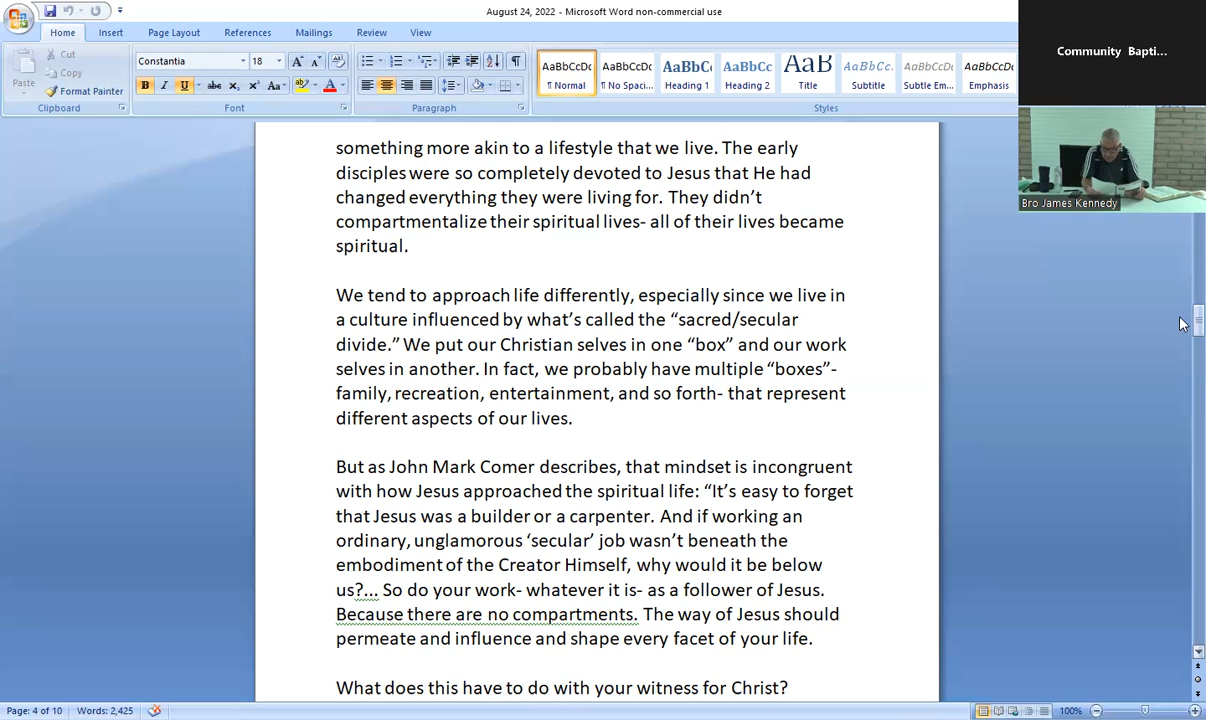 August 24, 2022 - Microsoft Word non-commercial use
Home Insert Page Layout References Mailings Review View
Paste
Cut
Copy
Format Painter
Clipboard
Constantia 18
Font
Paragraph
AaBbCcDc AaBbCcDc AaBbC AaBbCc AaB AaBbCc. AaBbCcDc AaBbCcDc
¶ Normal ¶ No Spaci... Heading 1 Heading 2 Title Subtitle Subtle Em... Emphasis
Styles
Community Bapti...
Bro James Kennedy
something more akin to a lifestyle that we live. The early
disciples were so completely devoted to Jesus that He had
changed everything they were living for. They didn’t
compartmentalize their spiritual lives- all of their lives became
spiritual.
We tend to approach life differently, especially since we live in
a culture influenced by what’s called the “sacred/secular
divide.” We put our Christian selves in one “box” and our work
selves in another. In fact, we probably have multiple “boxes”-
family, recreation, entertainment, and so forth- that represent
different aspects of our lives.
But as John Mark Comer describes, that mindset is incongruent
with how Jesus approached the spiritual life: “It’s easy to forget
that Jesus was a builder or a carpenter. And if working an
ordinary, unglamorous ‘secular’ job wasn’t beneath the
embodiment of the Creator Himself, why would it be below
us?... So do your work- whatever it is- as a follower of Jesus.
Because there are no compartments. The way of Jesus should
permeate and influence and shape every facet of your life.
What does this have to do with your witness for Christ?
Page: 4 of 10 Words: 2,425 100%